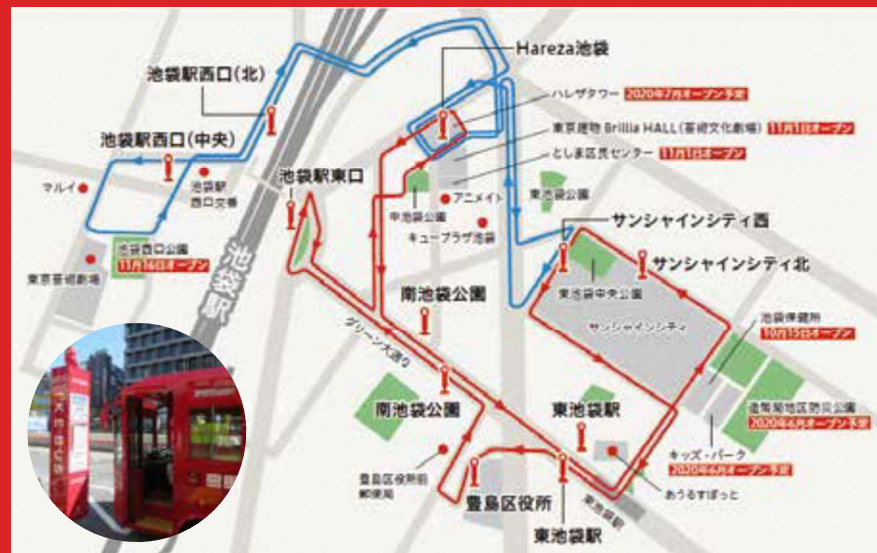 Hareza池袋
ハレザタワー 2020年7月オープン予定
東京建物 Brillia HALL(芸術文化劇場) 11月1日オープン
としま区民センター 11月1日オープン
池袋駅西口(北)
池袋駅西口(中央)
マルイ
池袋駅
西口交番
池袋駅東口
アニメイト
中池袋公園
キュープラザ池袋
東池袋公園
サンシャインシティ西
サンシャインシティ北
池袋西口公園
11月16日オープン
東京芸術劇場
池袋駅
東池袋中央公園
南池袋公園
サンシャインシティ
池袋保健所
10月15日オープン
グリーン大通り
南池袋公園
東池袋駅
造幣局地区防災公園
2020年6月オープン予定
キッズ・パーク
2020年6月オープン予定
豊島区役所前
郵便局
豊島区役所
あうるすぽっと
東池袋駅
東池袋駅
IKEBUS